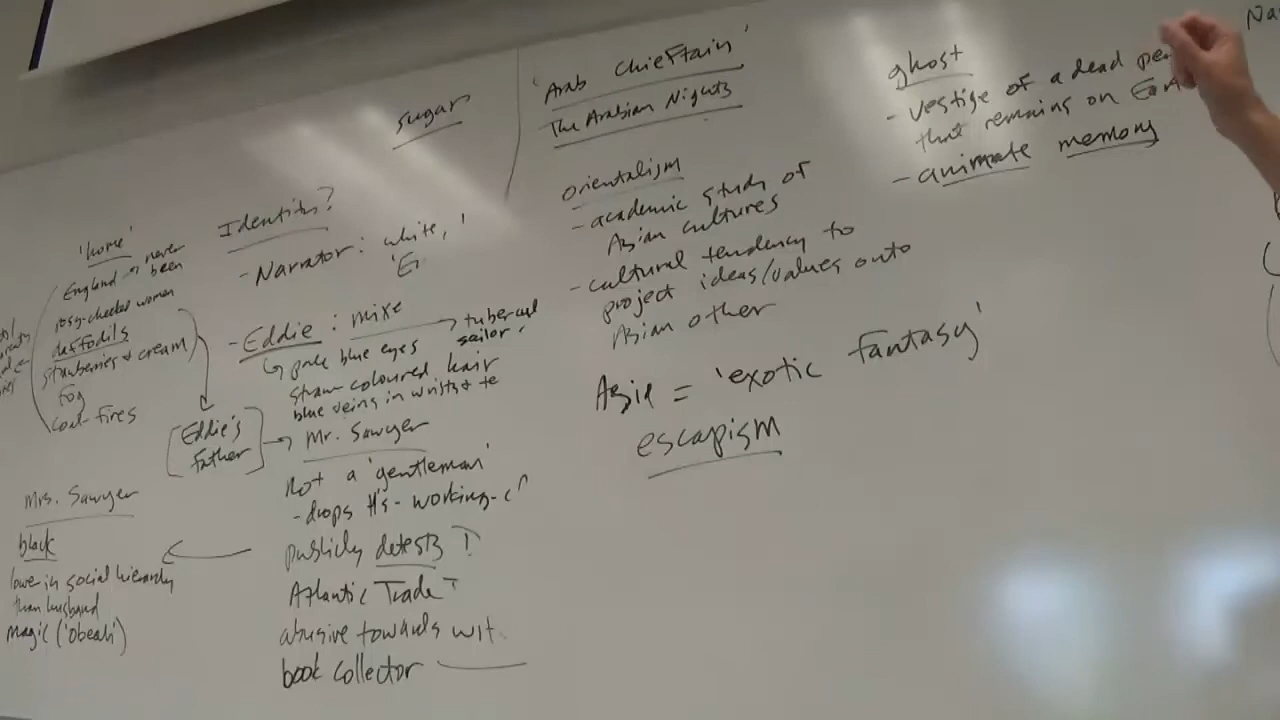 sugar
'home'
England → never
been
rosy-cheeked women
daffodils
strawberries & cream
fog
coal-fires
Identity?
- Narrator: white,
- Eddie: mixe
↳ pale blue eyes
straw-coloured hair
blue veins in wrists & te
→ tubercul
sailor
[Eddie's
father] →
Mr. Sawyer
not a 'gentleman'
- drops H's - working-c
publicly detests
Atlantic Trade
abusive towards
book collector
Mrs. Sawyer
black
lower in social hierarchy
than husband
magic ('obeah')
'Arab Chieftain'
The Arabian Nights
orientalism
- academic study of
Asian cultures
- cultural tendency to
project ideas/values onto
Asian other
Asia = 'exotic fantasy'
escapism
ghost
- vestige of a dead pe
that remains on Eart
- animate memory
Na